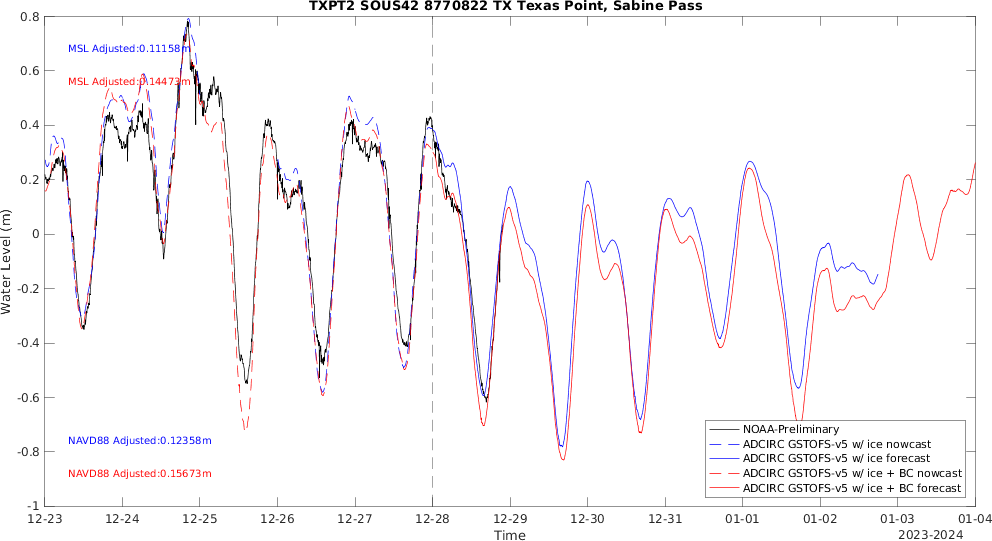 TXPT2 SOUS42 8770822 TX Texas Point, Sabine Pass
0.8
MSL Adjusted:0.11158m
MSL Adjusted:0.14473m
0.6
0.4
0.2
0
-0.2
-0.4
-0.6
-0.8
-1
Water Level (m)
NAVD88 Adjusted:0.12358m
NAVD88 Adjusted:0.15673m
NOAA-Preliminary
ADCIRC GSTOFS-v5 w/ ice nowcast
ADCIRC GSTOFS-v5 w/ ice forecast
ADCIRC GSTOFS-v5 w/ ice + BC nowcast
ADCIRC GSTOFS-v5 w/ ice + BC forecast
12-23 12-24 12-25 12-26 12-27 12-28 12-29 12-30 12-31 01-01 01-02 01-03 01-04
Time
2023-2024